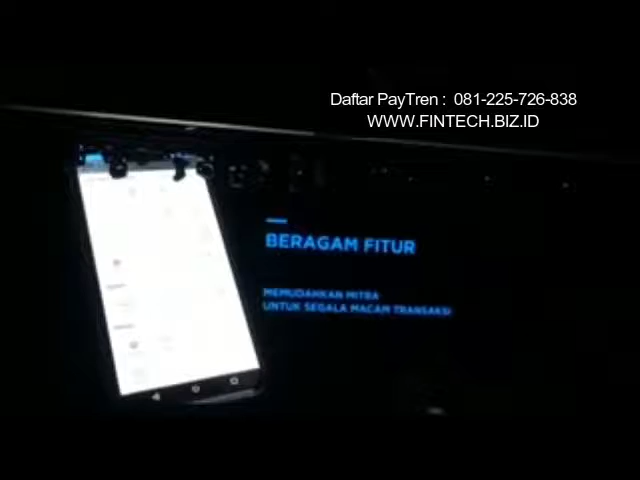 Daftar PayTren : 081-225-726-838
WWW.FINTECH.BIZ.ID
BERAGAM FITUR
MEMUDAHKAN MITRA
UNTUK SEGALA MACAM TRANSAKSI